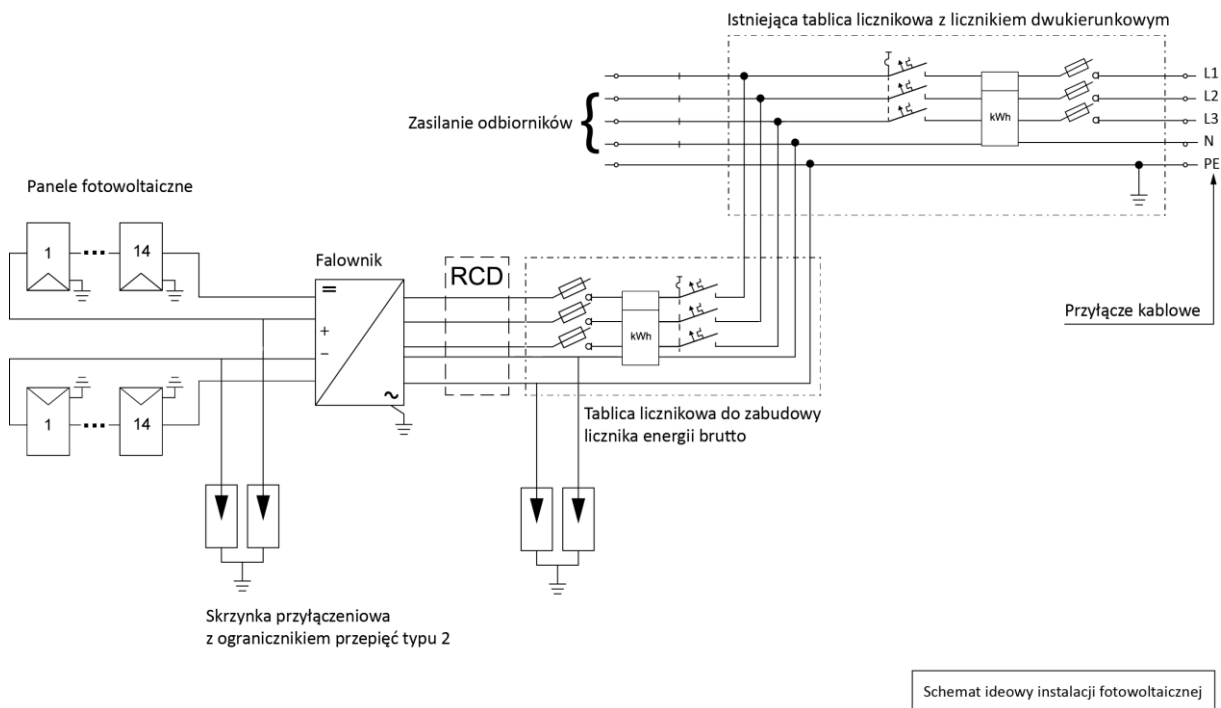 Istniejąca tablica licznikowa z licznikiem dwukierunkowym
L1
L2
L3
N
PE
kWh
Zasilanie odbiorników
Przyłącze kablowe
Panele fotowoltaiczne
1
14
Falownik
RCD
kWh
1
14
Tablica licznikowa do zabudowy
licznika energii brutto
Skrzynka przyłączeniowa
z ogranicznikiem przepięć typu 2
Schemat ideowy instalacji fotowoltaicznej